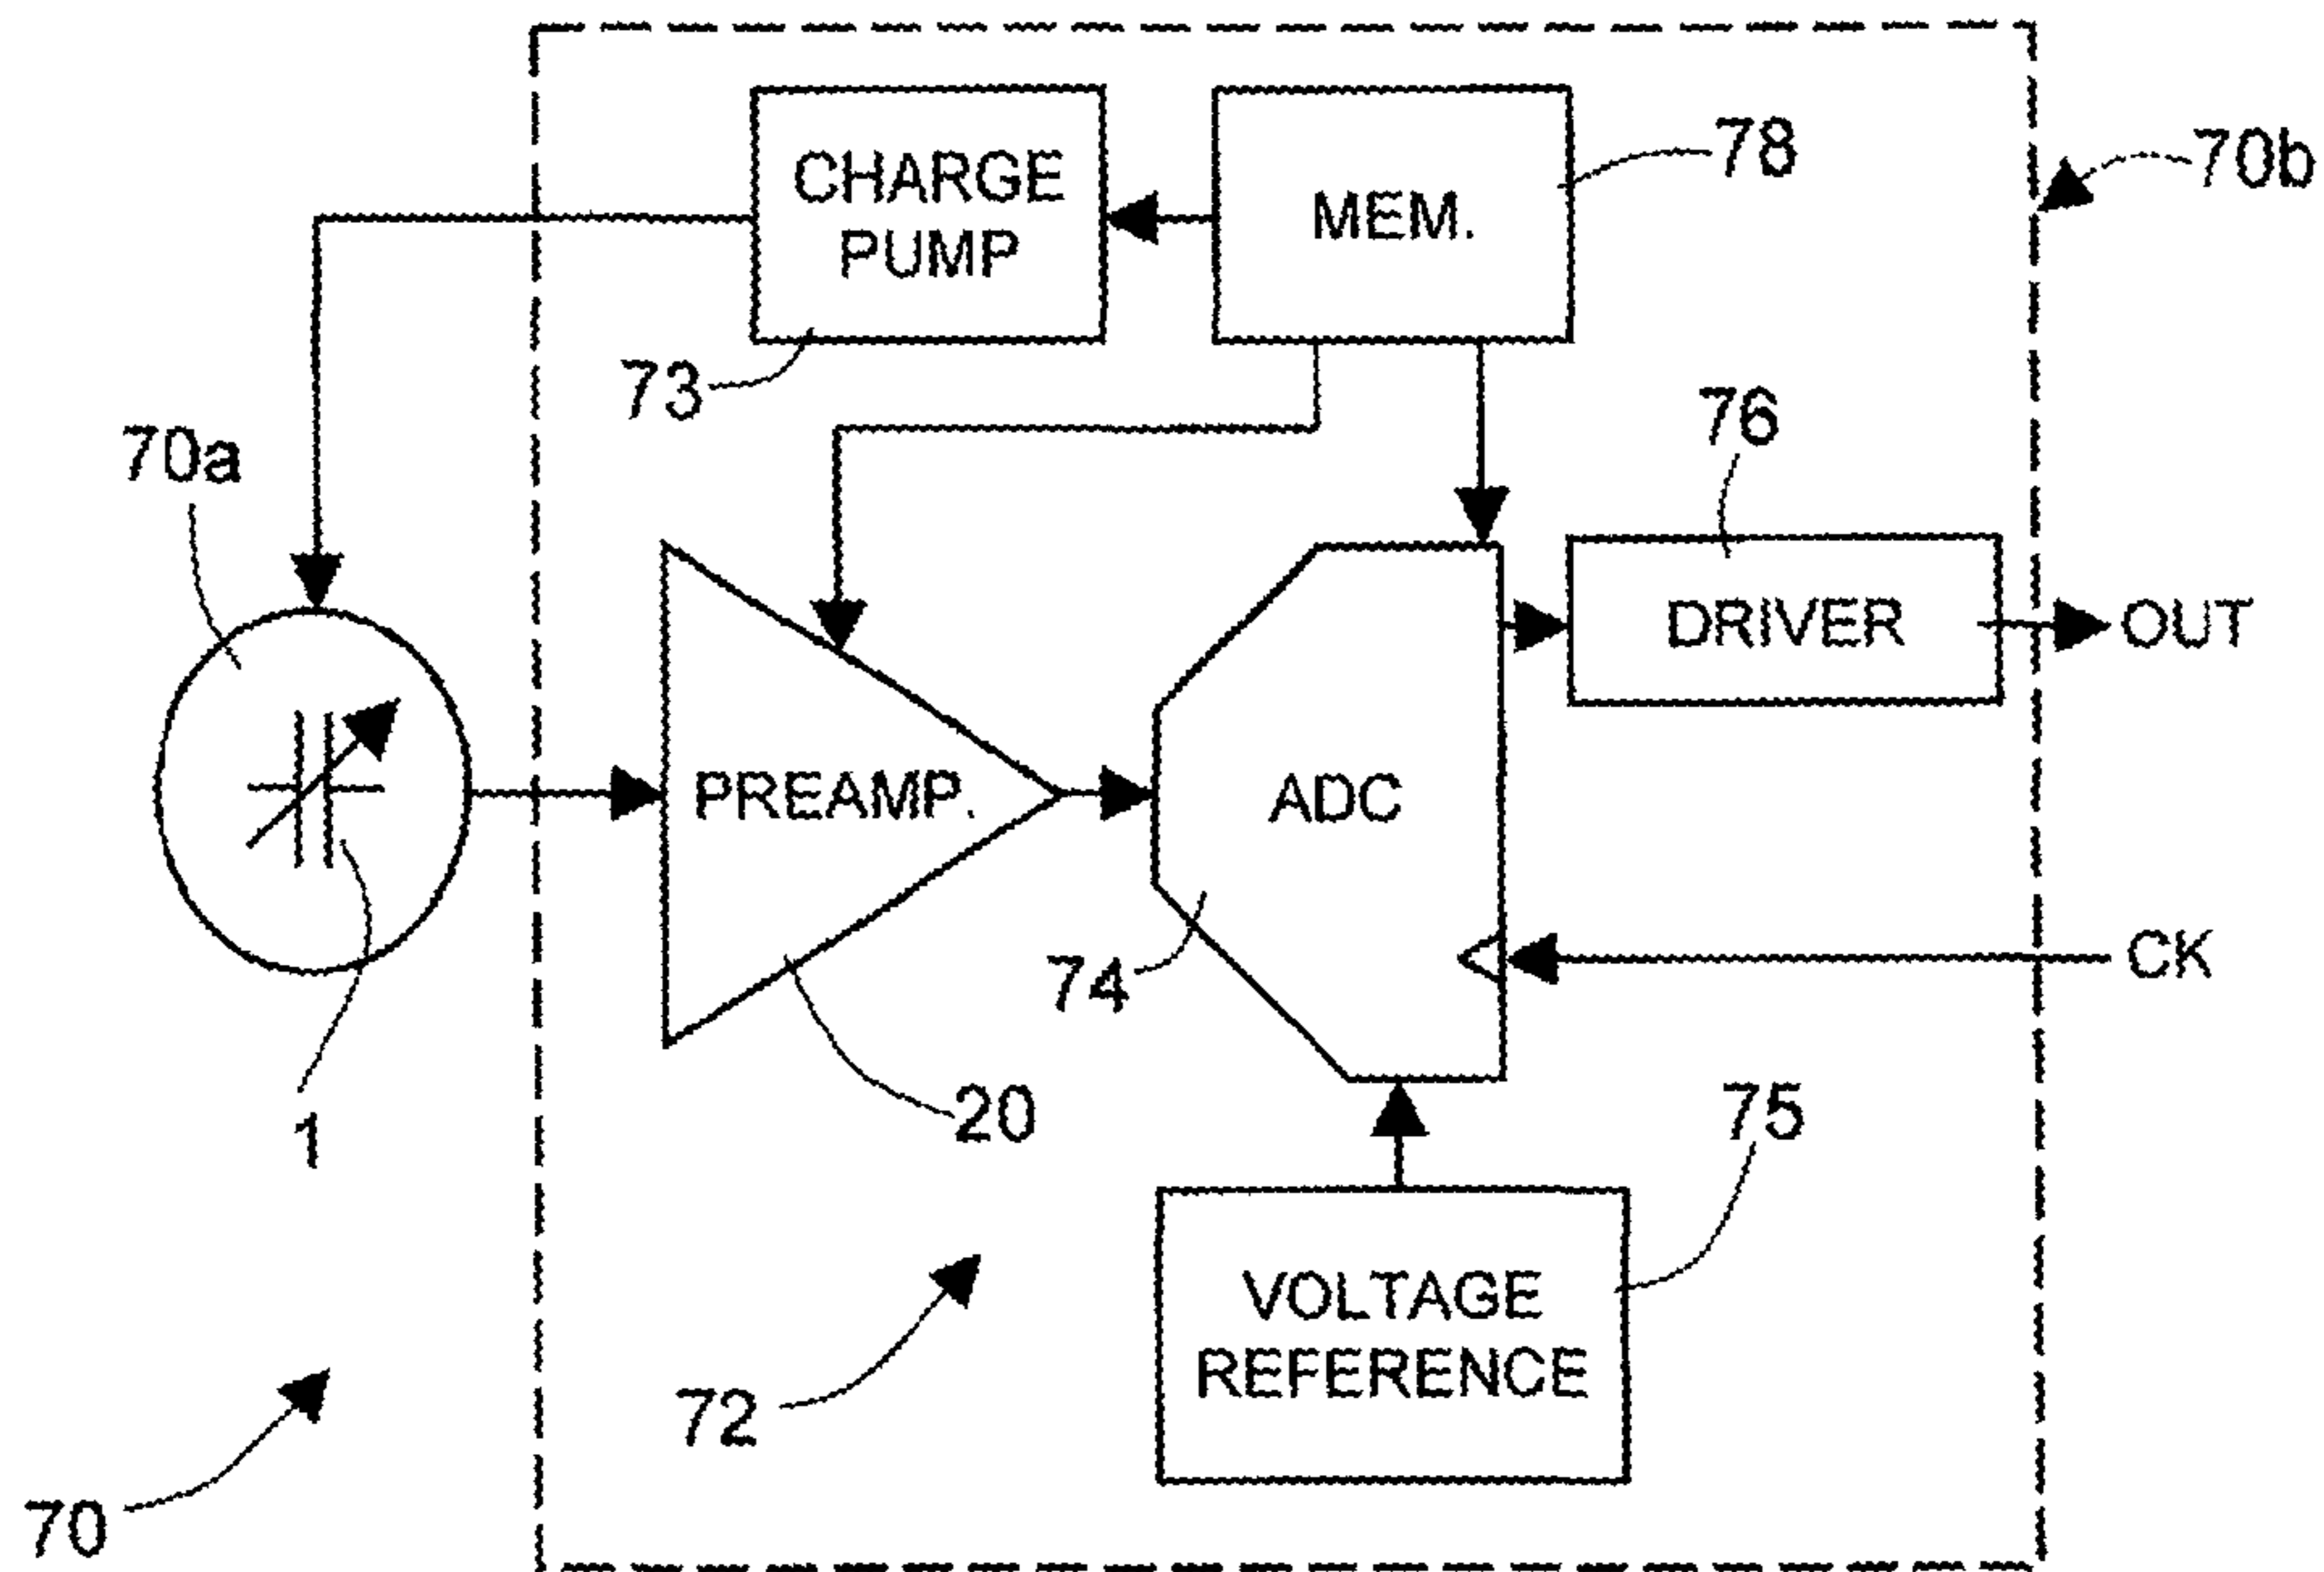 CHARGE
PUMP
MEM.
78
70b
73
76
70a
DRIVER
OUT
PREAMP.
ADC
CK
74
1
20
75
VOLTAGE
REFERENCE
72
70